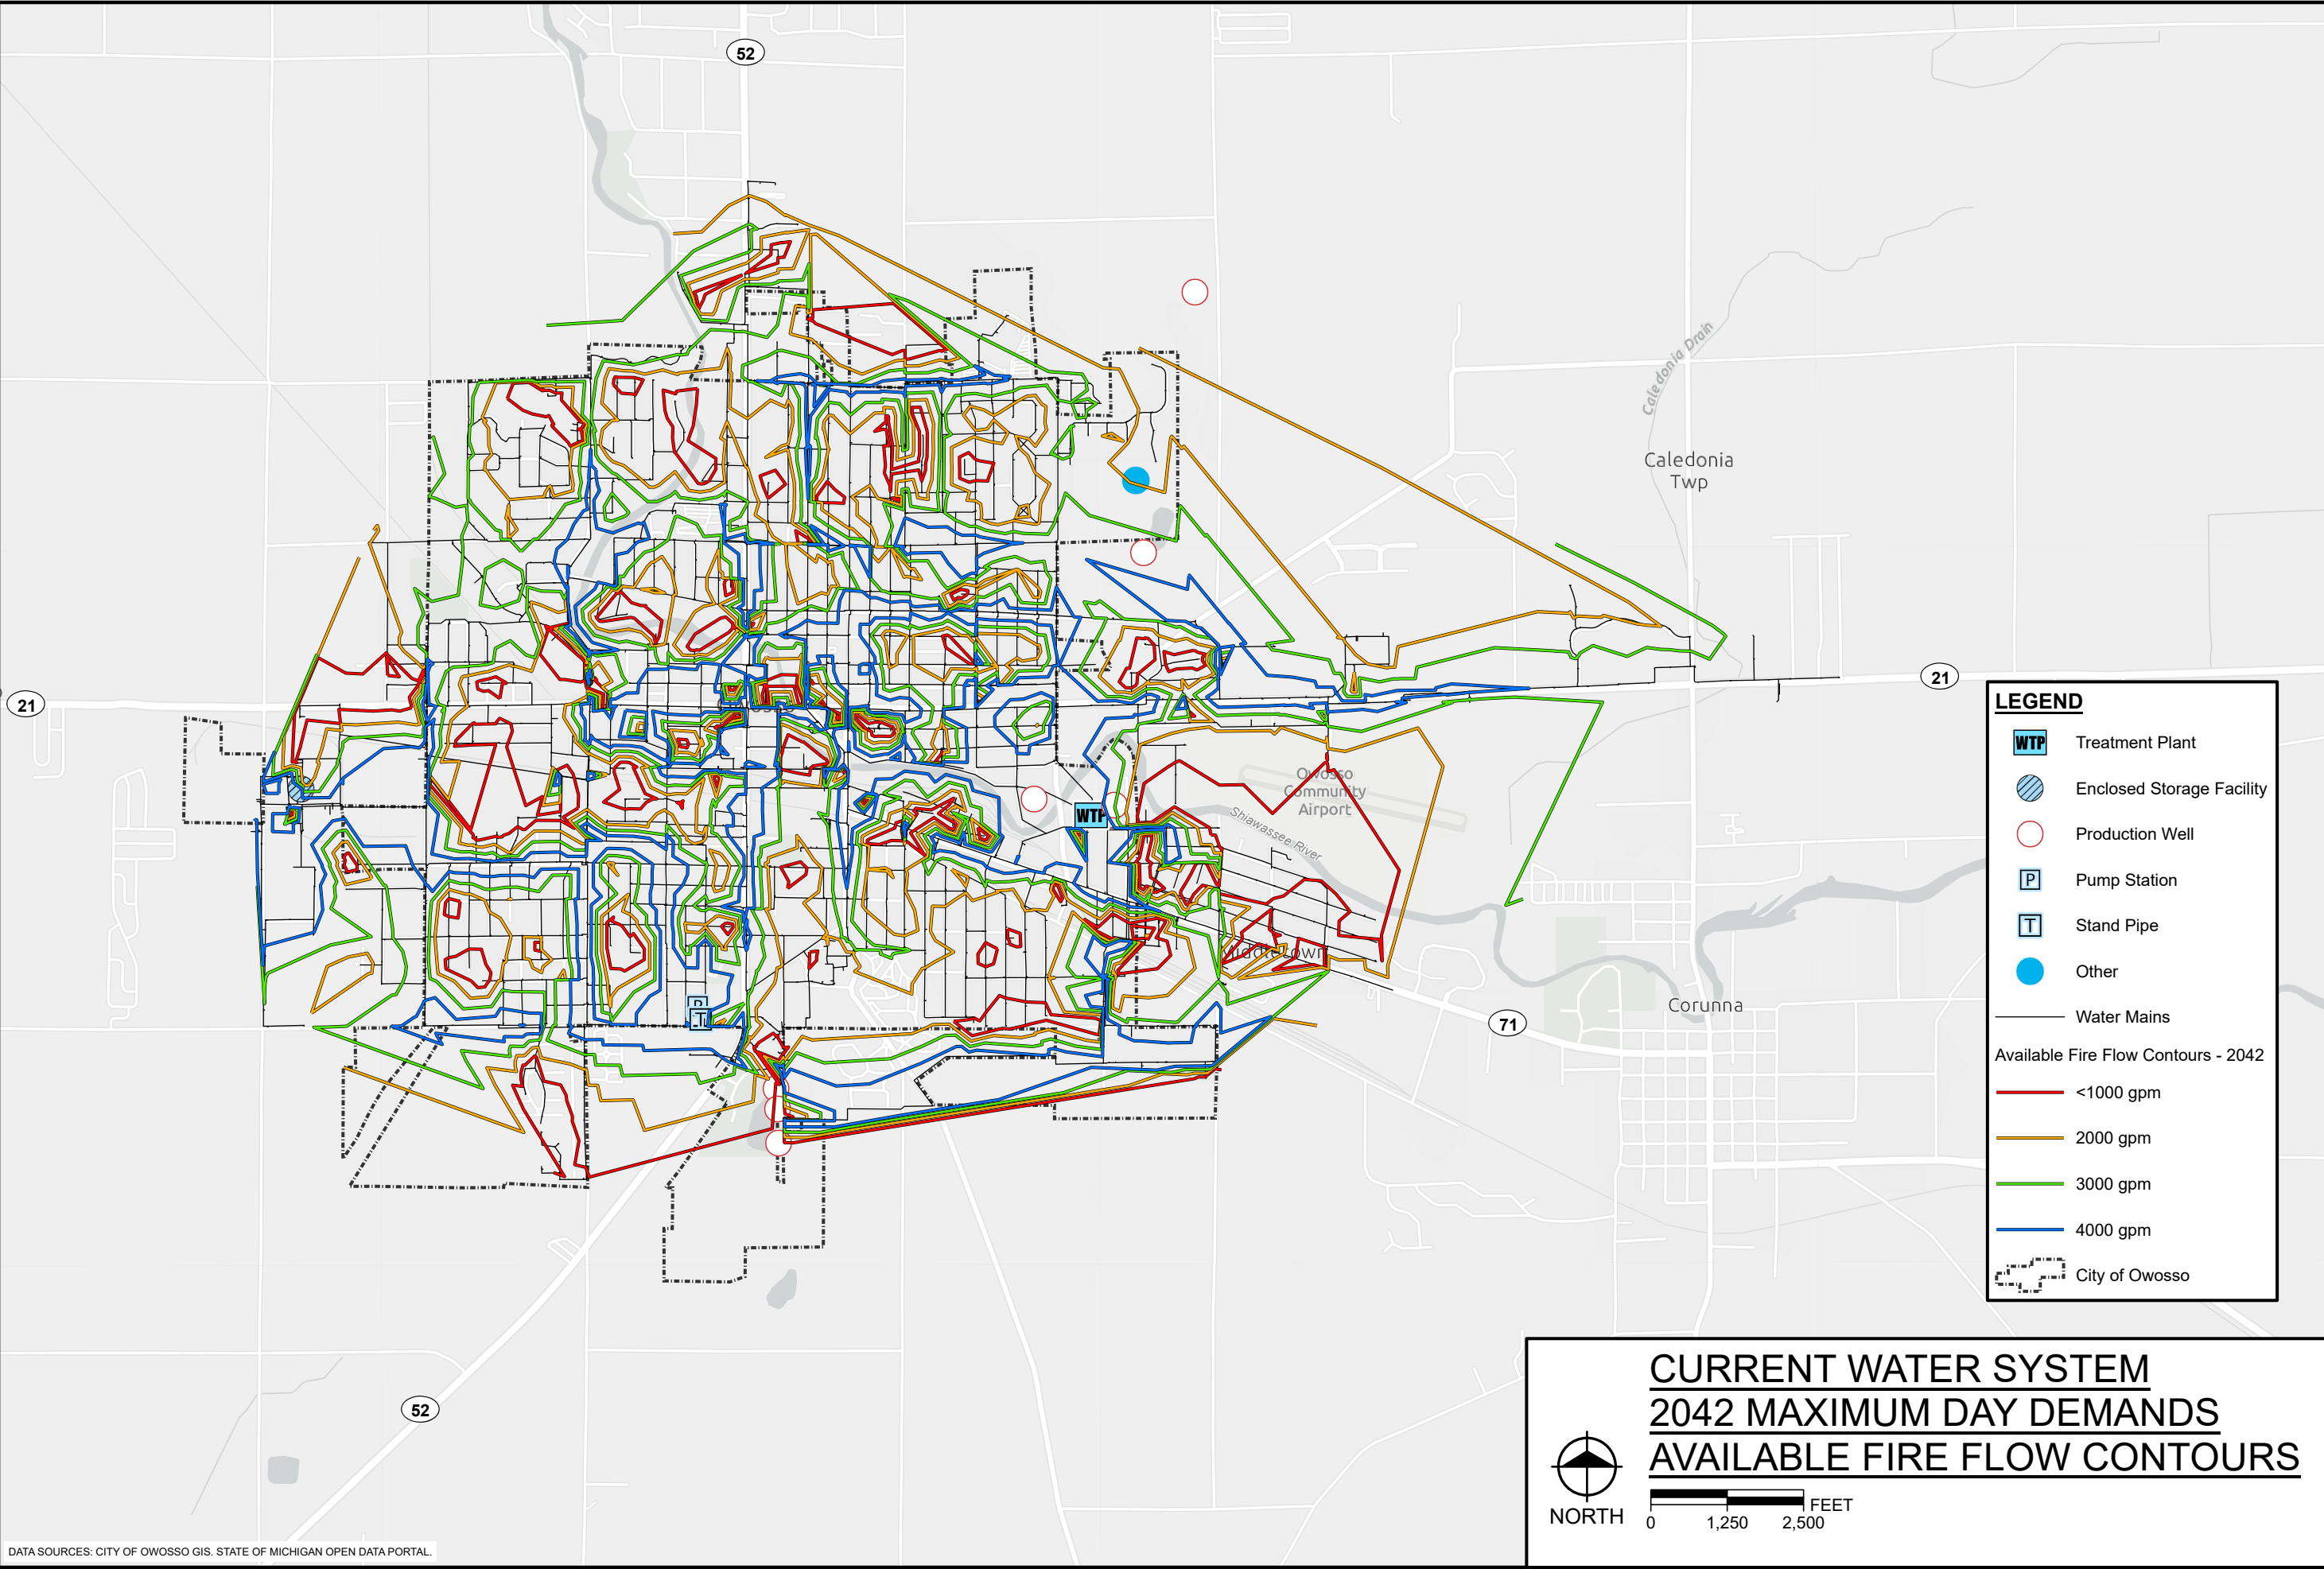 52
Caledonia Drain
Caledonia
Twp
21
21
Owosso
Community
Airport
WTP
Shiawassee River
Middletown
P
T
71
Corunna
52
LEGEND
WTP Treatment Plant
Enclosed Storage Facility
Production Well
P Pump Station
T Stand Pipe
Other
Water Mains
Available Fire Flow Contours - 2042
<1000 gpm
2000 gpm
3000 gpm
4000 gpm
City of Owosso
CURRENT WATER SYSTEM
2042 MAXIMUM DAY DEMANDS
AVAILABLE FIRE FLOW CONTOURS
NORTH
FEET
0 1,250 2,500
DATA SOURCES: CITY OF OWOSSO GIS. STATE OF MICHIGAN OPEN DATA PORTAL.